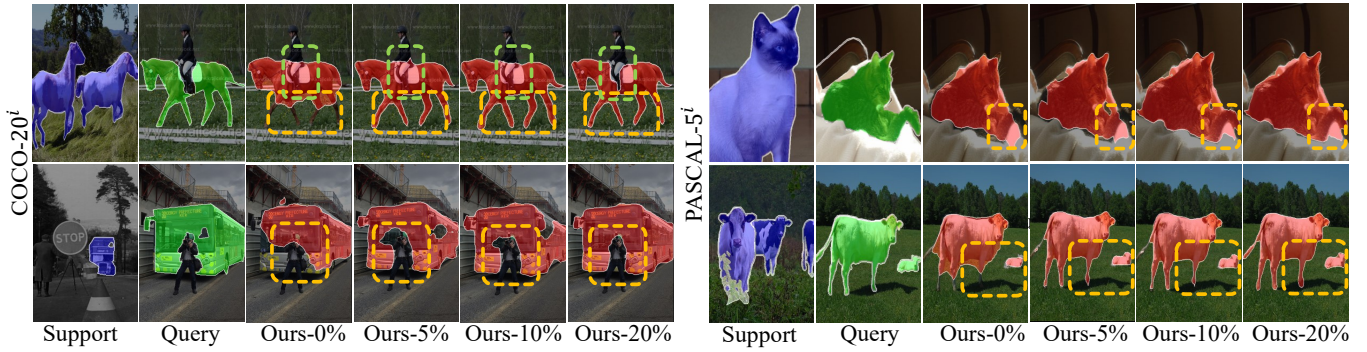 COCO-20^i
STOP
Support Query Ours-0% Ours-5% Ours-10% Ours-20%
PASCAL-5^i
Support Query Ours-0% Ours-5% Ours-10% Ours-20%